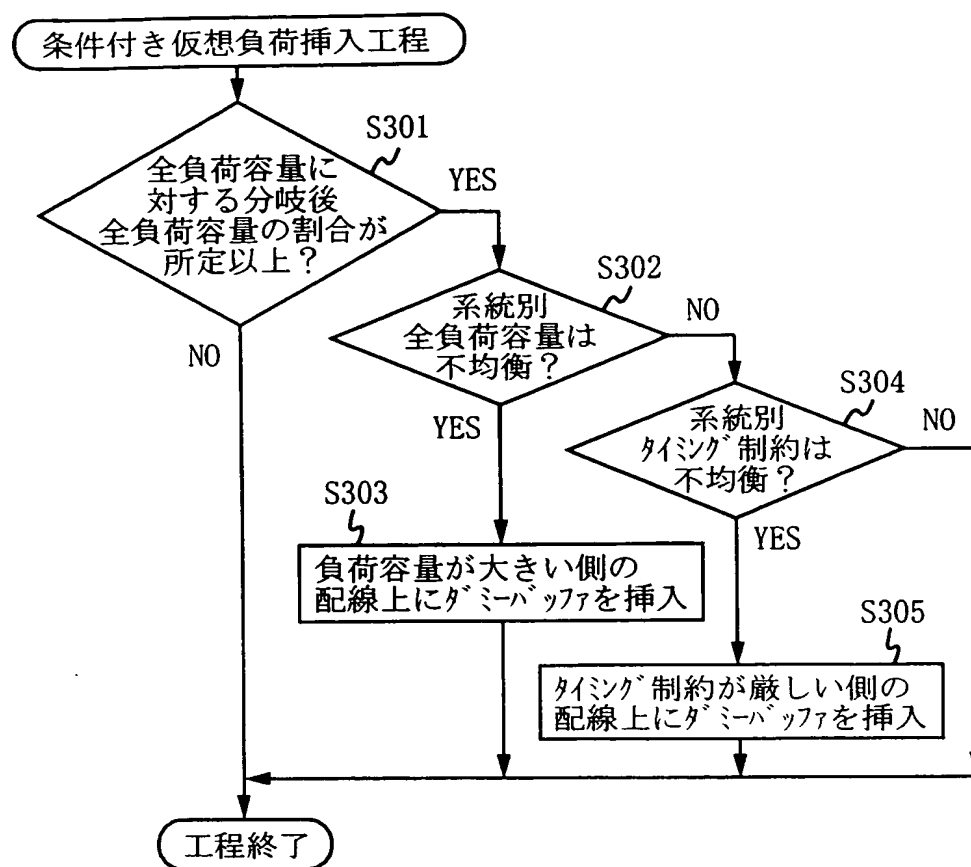 条件付き仮想負荷挿入工程
S301
全負荷容量に
対する分岐後
全負荷容量の割合が
所定以上？
YES
NO
S302
系統別
全負荷容量は
不均衡？
NO
YES
S304
系統別
ﾀｲﾐﾝｸﾞ制約は
不均衡？
NO
YES
S303
負荷容量が大きい側の
配線上にﾀﾞﾐｰﾊﾞｯﾌｧを挿入
S305
ﾀｲﾐﾝｸﾞ制約が厳しい側の
配線上にﾀﾞﾐｰﾊﾞｯﾌｧを挿入
工程終了